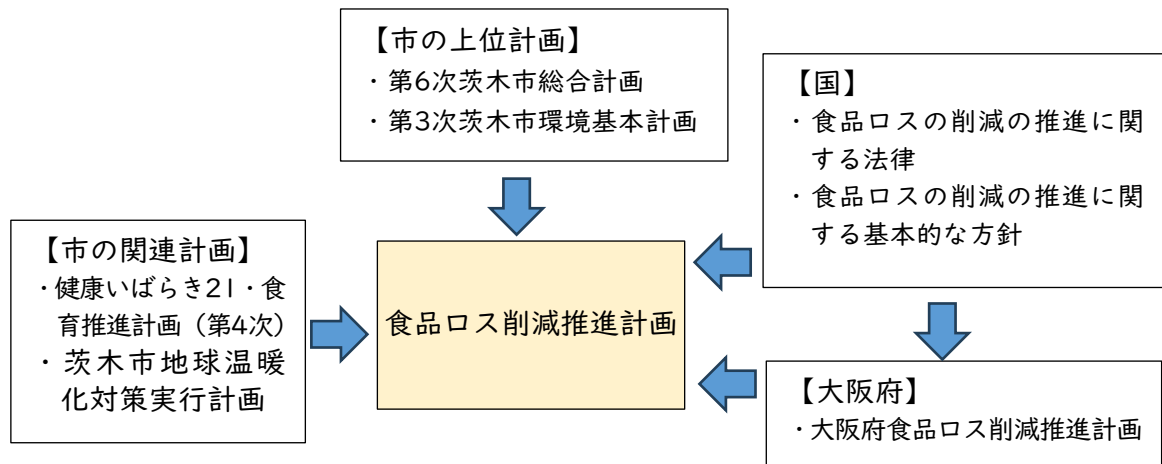 【市の上位計画】
・第6次茨木市総合計画
・第3次茨木市環境基本計画
【国】
・食品ロスの削減の推進に関
する法律
・食品ロスの削減の推進に関
する基本的な方針
【市の関連計画】
・健康いばらき21・食
育推進計画（第4次）
・茨木市地球温暖
化対策実行計画
食品ロス削減推進計画
【大阪府】
・大阪府食品ロス削減推進計画